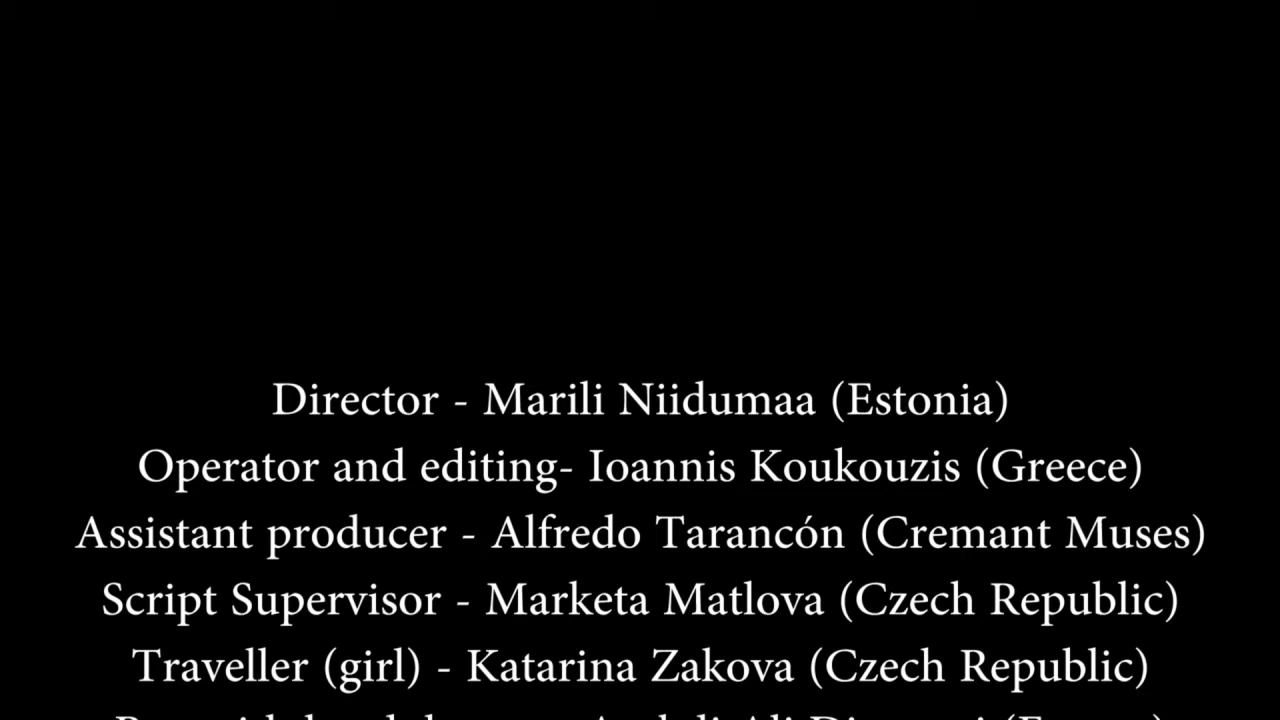 Director - Marili Niidumaa (Estonia)
Operator and editing- Ioannis Koukouzis (Greece)
Assistant producer - Alfredo Tarancón (Cremant Muses)
Script Supervisor - Marketa Matlova (Czech Republic)
Traveller (girl) - Katarina Zakova (Czech Republic)